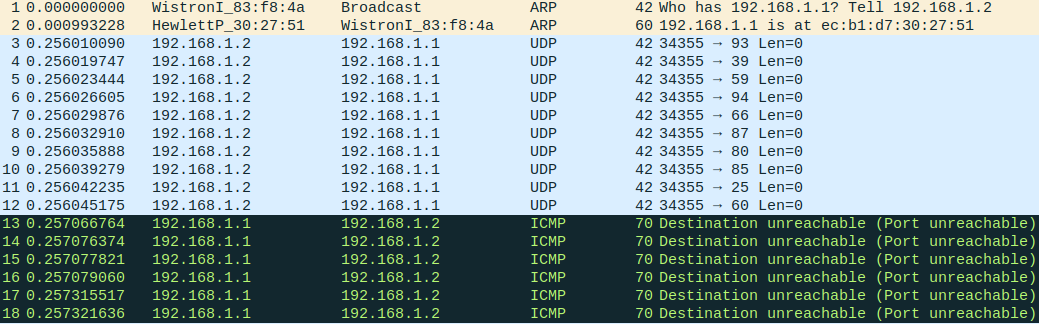 1 0.000000000 WistronI_83:f8:4a Broadcast ARP 42 Who has 192.168.1.1? Tell 192.168.1.2
2 0.000993228 HewlettP_30:27:51 WistronI_83:f8:4a ARP 60 192.168.1.1 is at ec:b1:d7:30:27:51
3 0.256010090 192.168.1.2 192.168.1.1 UDP 42 34355 → 93 Len=0
4 0.256019747 192.168.1.2 192.168.1.1 UDP 42 34355 → 39 Len=0
5 0.256023444 192.168.1.2 192.168.1.1 UDP 42 34355 → 59 Len=0
6 0.256026605 192.168.1.2 192.168.1.1 UDP 42 34355 → 94 Len=0
7 0.256029876 192.168.1.2 192.168.1.1 UDP 42 34355 → 66 Len=0
8 0.256032910 192.168.1.2 192.168.1.1 UDP 42 34355 → 87 Len=0
9 0.256035888 192.168.1.2 192.168.1.1 UDP 42 34355 → 80 Len=0
10 0.256039279 192.168.1.2 192.168.1.1 UDP 42 34355 → 85 Len=0
11 0.256042235 192.168.1.2 192.168.1.1 UDP 42 34355 → 25 Len=0
12 0.256045175 192.168.1.2 192.168.1.1 UDP 42 34355 → 60 Len=0
13 0.257066764 192.168.1.1 192.168.1.2 ICMP 70 Destination unreachable (Port unreachable)
14 0.257076374 192.168.1.1 192.168.1.2 ICMP 70 Destination unreachable (Port unreachable)
15 0.257077821 192.168.1.1 192.168.1.2 ICMP 70 Destination unreachable (Port unreachable)
16 0.257079060 192.168.1.1 192.168.1.2 ICMP 70 Destination unreachable (Port unreachable)
17 0.257315517 192.168.1.1 192.168.1.2 ICMP 70 Destination unreachable (Port unreachable)
18 0.257321636 192.168.1.1 192.168.1.2 ICMP 70 Destination unreachable (Port unreachable)